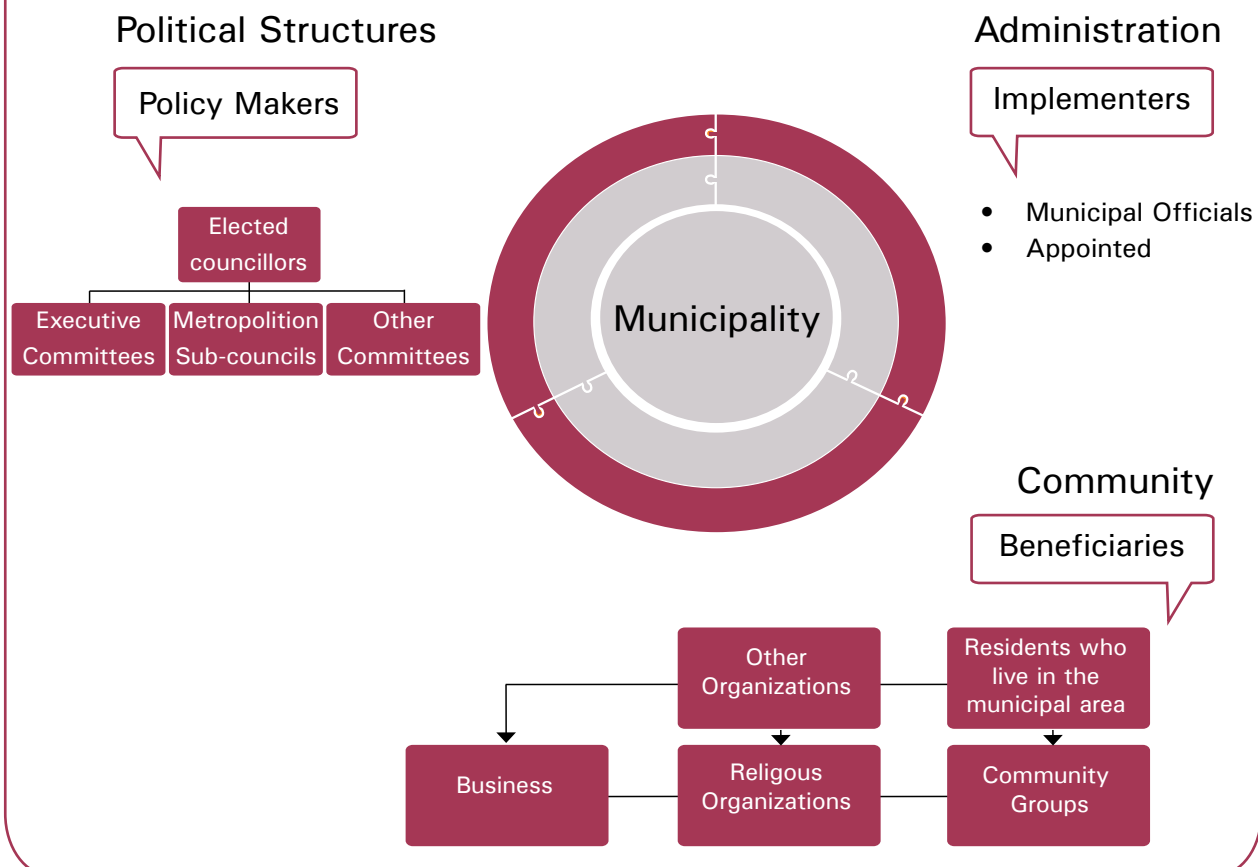 Political Structures
Policy Makers
Elected
councillors
Executive
Committees
Metropolition
Sub-councils
Other
Committees
Municipality
Administration
Implementers
• Municipal Officials
• Appointed
Community
Beneficiaries
Other
Organizations
Residents who
live in the
municipal area
Business
Religous
Organizations
Community
Groups